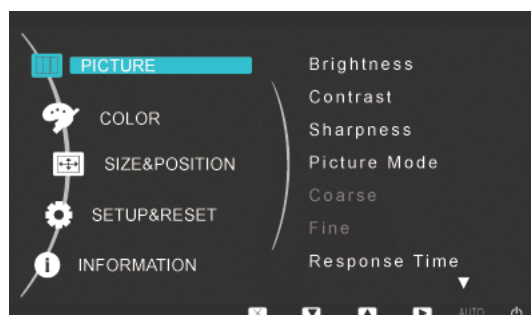 PICTURE
COLOR
SIZE&POSITION
SETUP&RESET
INFORMATION
Brightness
Contrast
Sharpness
Picture Mode
Coarse
Fine
Response Time
AUTO